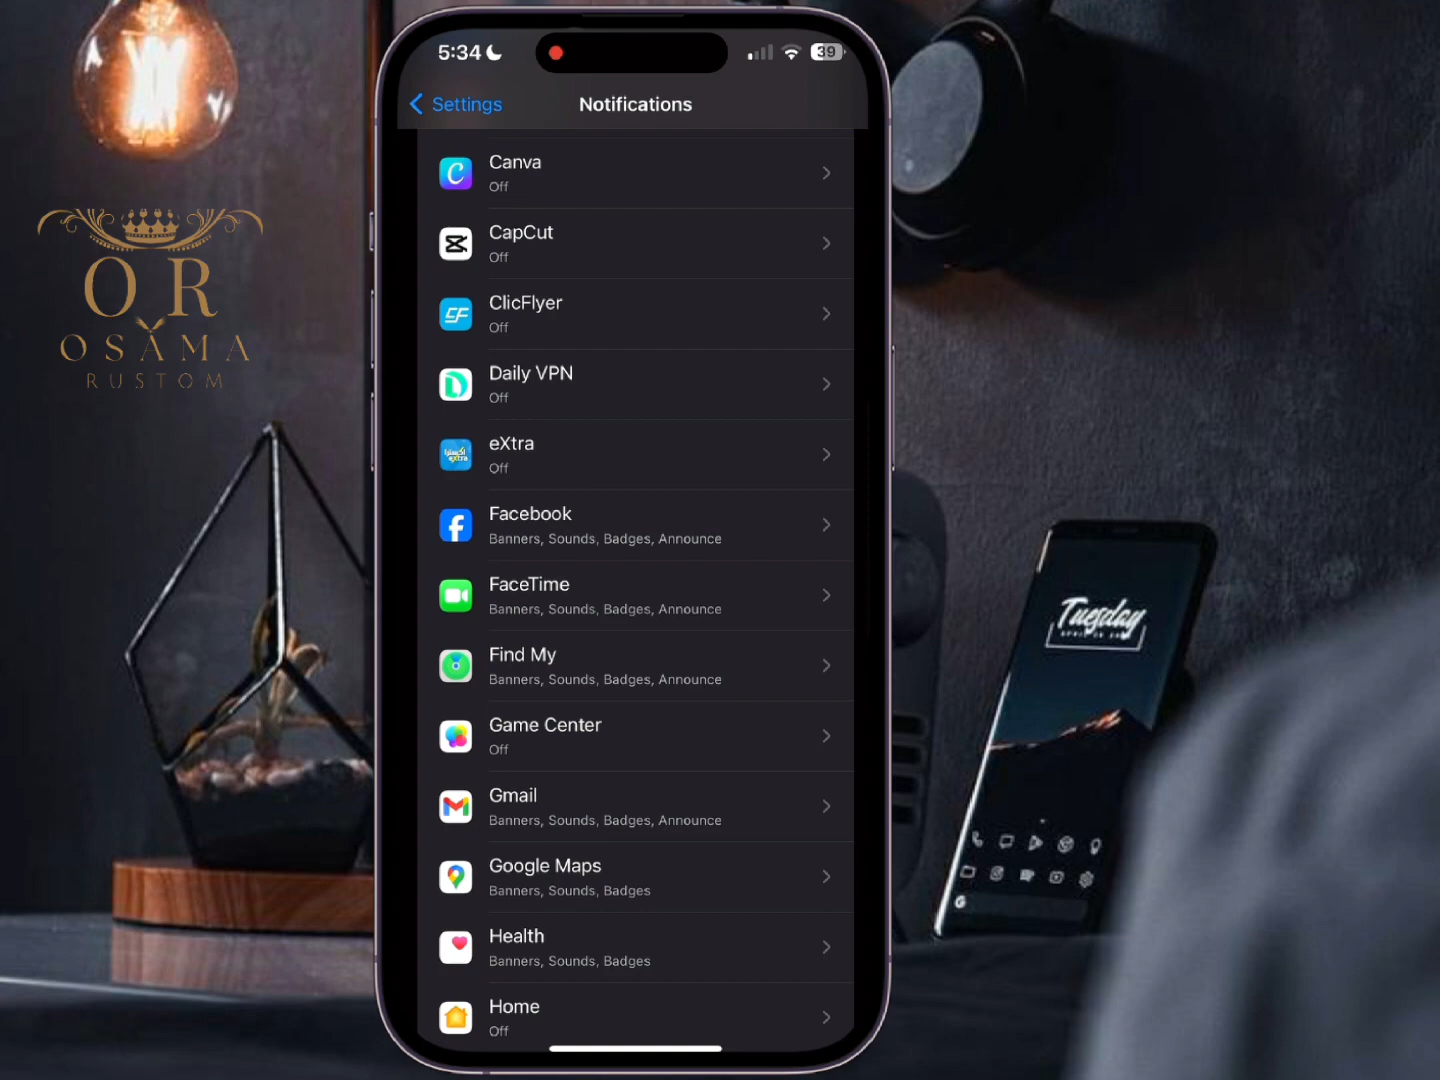 5:34
39
Settings
Notifications
Canva
Off
CapCut
Off
ClicFlyer
Off
Daily VPN
Off
eXtra
Off
Facebook
Banners, Sounds, Badges, Announce
FaceTime
Banners, Sounds, Badges, Announce
Find My
Banners, Sounds, Badges, Announce
Game Center
Off
Gmail
Banners, Sounds, Badges, Announce
Google Maps
Banners, Sounds, Badges
Health
Banners, Sounds, Badges
Home
Off
OR
OSAMA
RUSTOM
اكسترا
eXtra
Tuesday